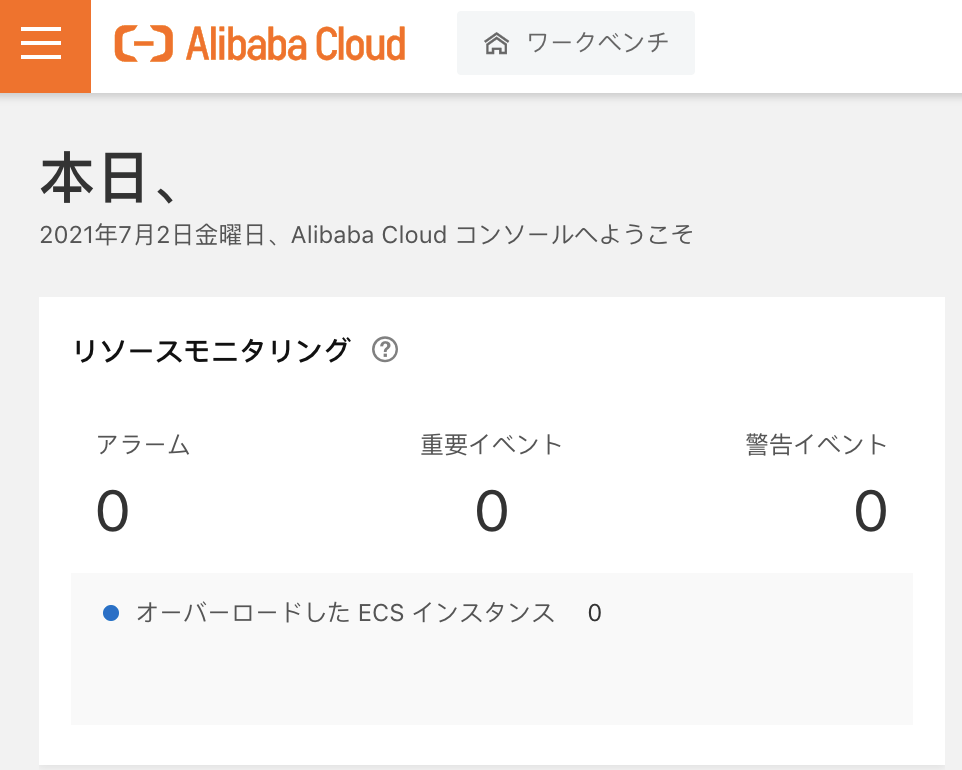 Alibaba Cloud ワークベンチ
本日、
2021年7月2日金曜日、Alibaba Cloud コンソールへようこそ
リソースモニタリング ?
アラーム 重要イベント 警告イベント
0 0 0
オーバーロードした ECS インスタンス 0